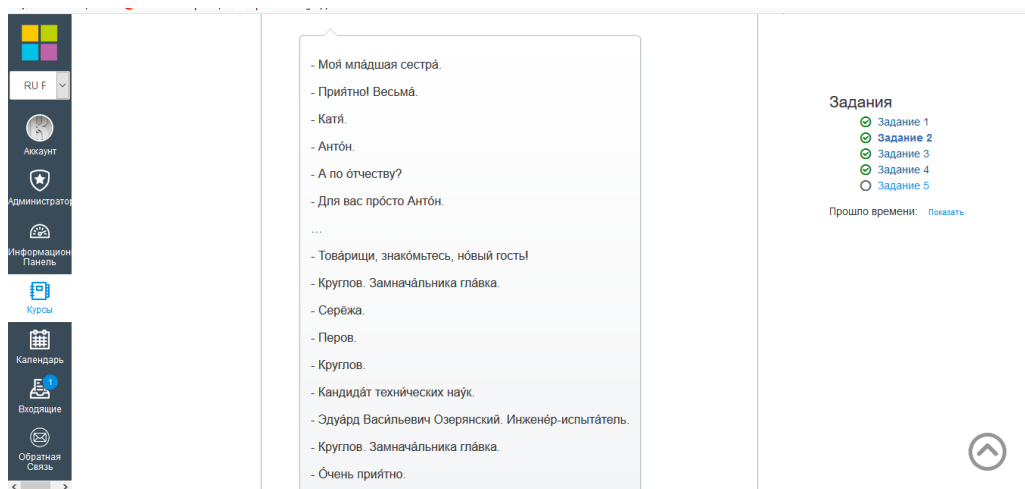 RU F
Аккаунт
Администратор
Информацион
Панель
Курсы
Календарь
1
Входящие
Обратная
Связь
- Моя́ мла́дшая сестра́.
- Прия́тно! Весьма́.
- Катя́.
- Анто́н.
- А по о́тчеству?
- Для вас про́сто Анто́н.
...
- Това́рищи, знако́мьтесь, но́вый гость!
- Круглов. Замнача́льника гла́вка.
- Серёжа.
- Перов.
- Круглов.
- Кандида́т техни́ческих нау́к.
- Эдуа́рд Васи́льевич Озерянский. Инжене́р-испыта́тель.
- Круглов. Замнача́льника гла́вка.
- О́чень прия́тно.
Задания
Задание 1
Задание 2
Задание 3
Задание 4
Задание 5
Прошло времени: Показать